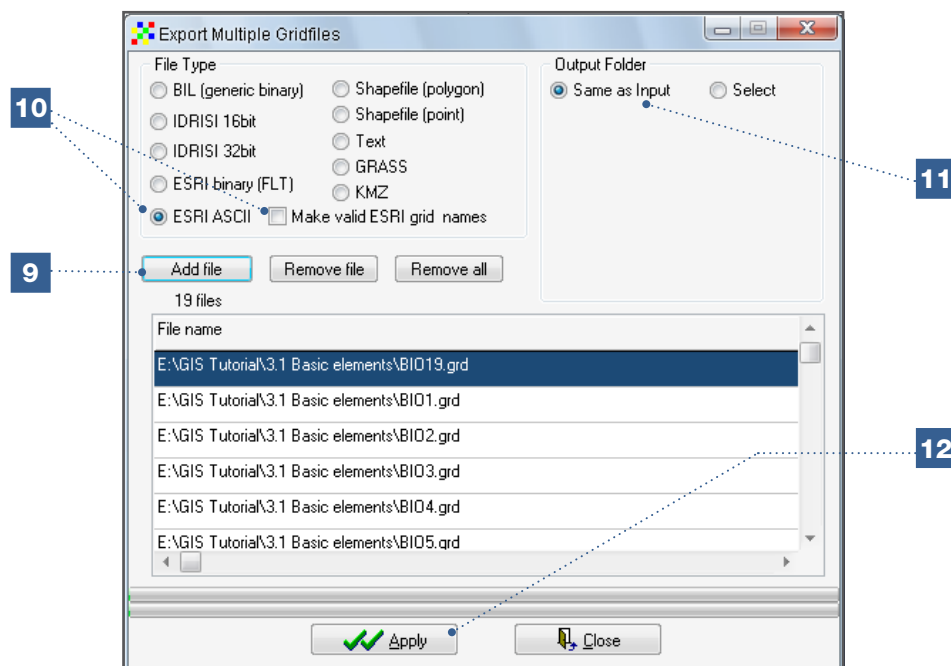 Export Multiple Gridfiles
File Type
BIL (generic binary)
IDRISI 16bit
IDRISI 32bit
ESRI binary (FLT)
ESRI ASCII
Shapefile (polygon)
Shapefile (point)
Text
GRASS
KMZ
Make valid ESRI grid names
Output Folder
Same as Input
Select
10
11
9
Add file
Remove file
Remove all
19 files
File name
E:\GIS Tutorial\3.1 Basic elements\BIO19.grd
E:\GIS Tutorial\3.1 Basic elements\BIO1.grd
E:\GIS Tutorial\3.1 Basic elements\BIO2.grd
E:\GIS Tutorial\3.1 Basic elements\BIO3.grd
E:\GIS Tutorial\3.1 Basic elements\BIO4.grd
E:\GIS Tutorial\3.1 Basic elements\BIO5.grd
12
Apply
Close